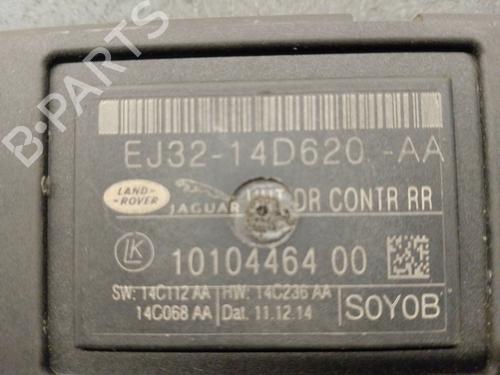 EJ32-14D620 -AA
LAND-
-ROVER
JAGUAR DR CONTR RR
LK 10104464 00
SW: 14C112 AA HW: 14C236 AA
14C068 AA Dat. 11.12.14
SOYOB
B-PARTS